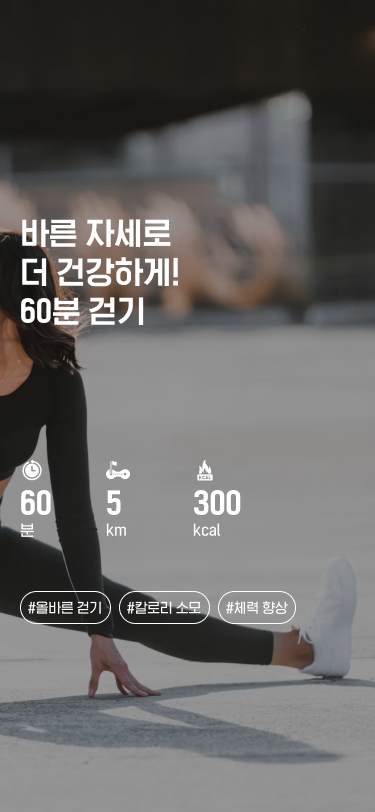 바른 자세로
더 건강하게!
60분 걷기
KCAL
60
분
5
km
300
kcal
#올바른 걷기
#칼로리 소모
#체력 향상